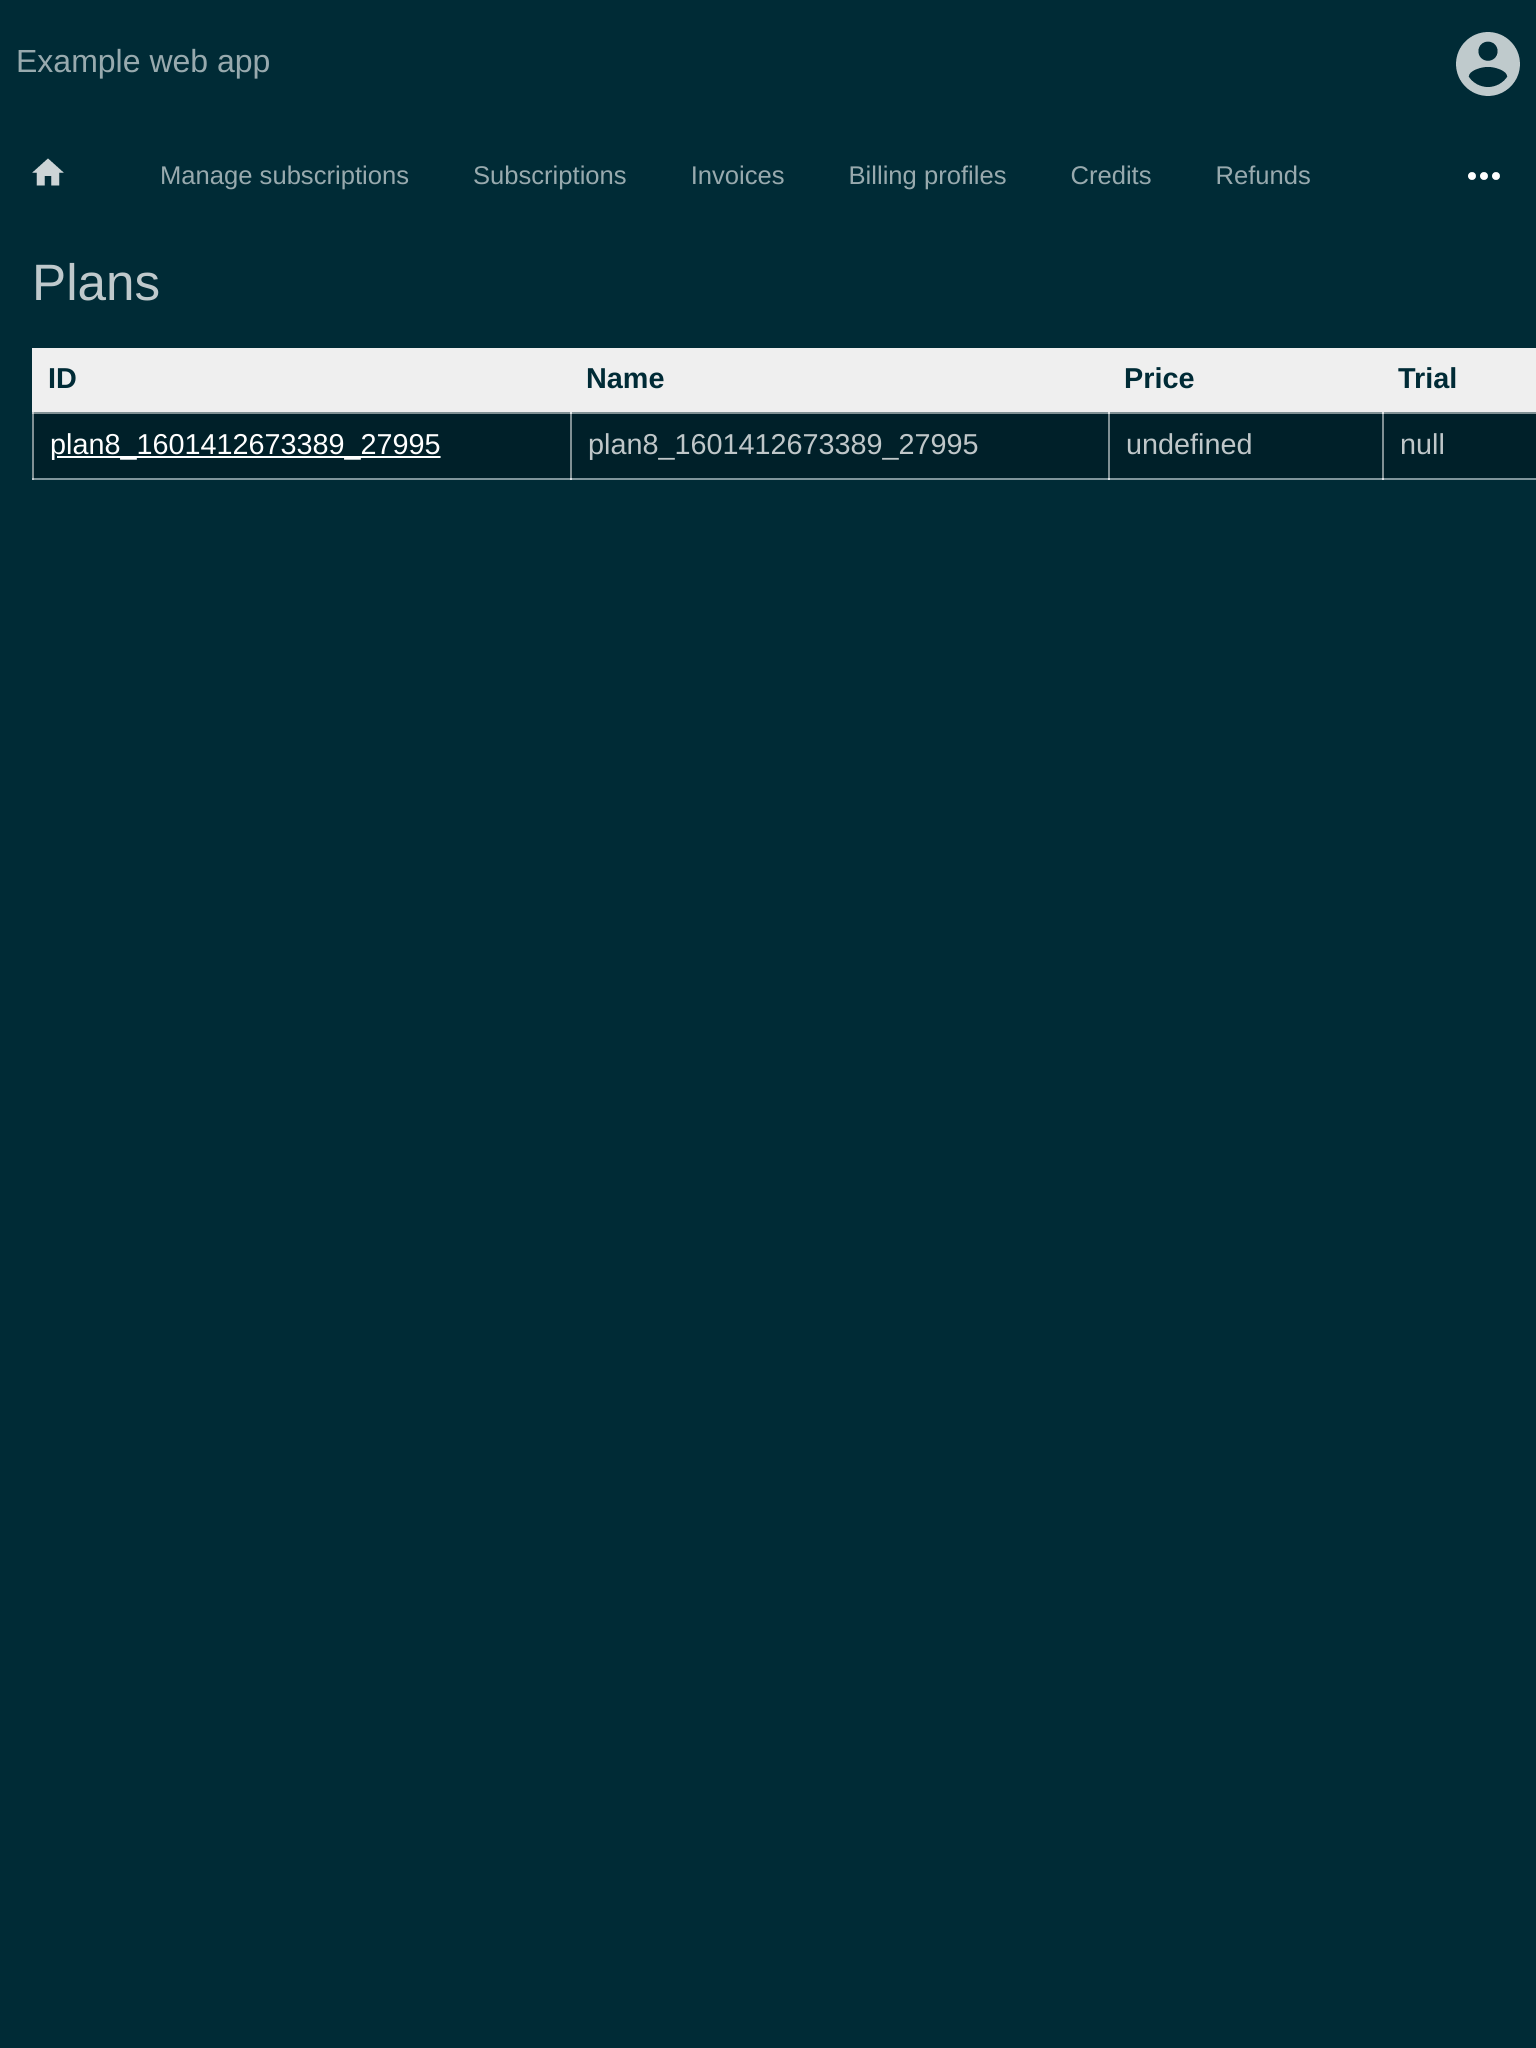 Example web app
Manage subscriptions Subscriptions Invoices Billing profiles Credits Refunds
Plans
ID Name Price Trial
plan8_1601412673389_27995 plan8_1601412673389_27995 undefined null